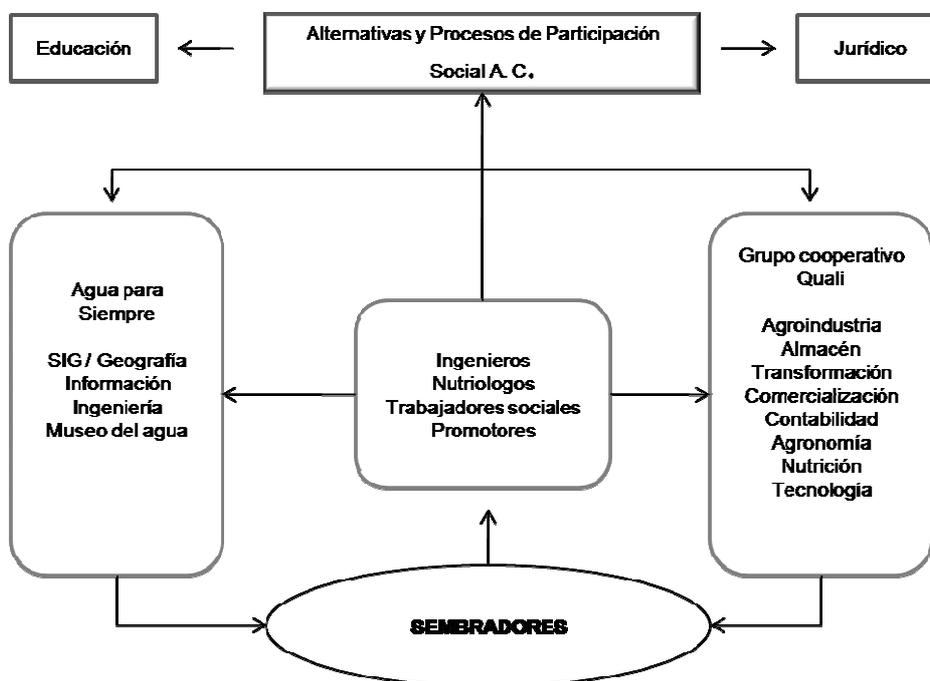 Educación
Alternativas y Procesos de Participación
Social A. C.
Jurídico
Agua para
Siempre
SIG / Geografía
Información
Ingeniería
Museo del agua
Ingenieros
Nutriologos
Trabajadores sociales
Promotores
Grupo cooperativo
Quali
Agroindustria
Almacén
Transformación
Comercialización
Contabilidad
Agronomía
Nutrición
Tecnología
SEMBRADORES